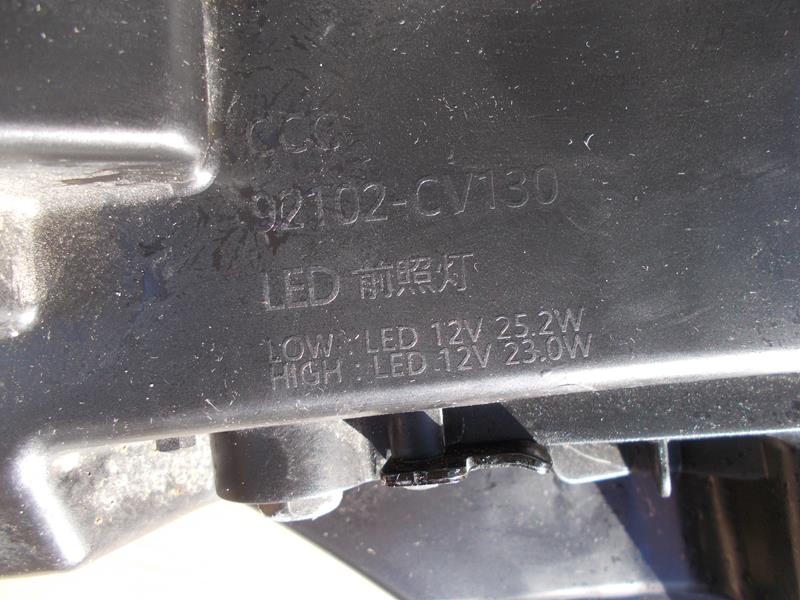 CCC
92102-CV130
LED 前照灯
LOW : LED 12V 25.2W
HIGH : LED 12V 23.0W